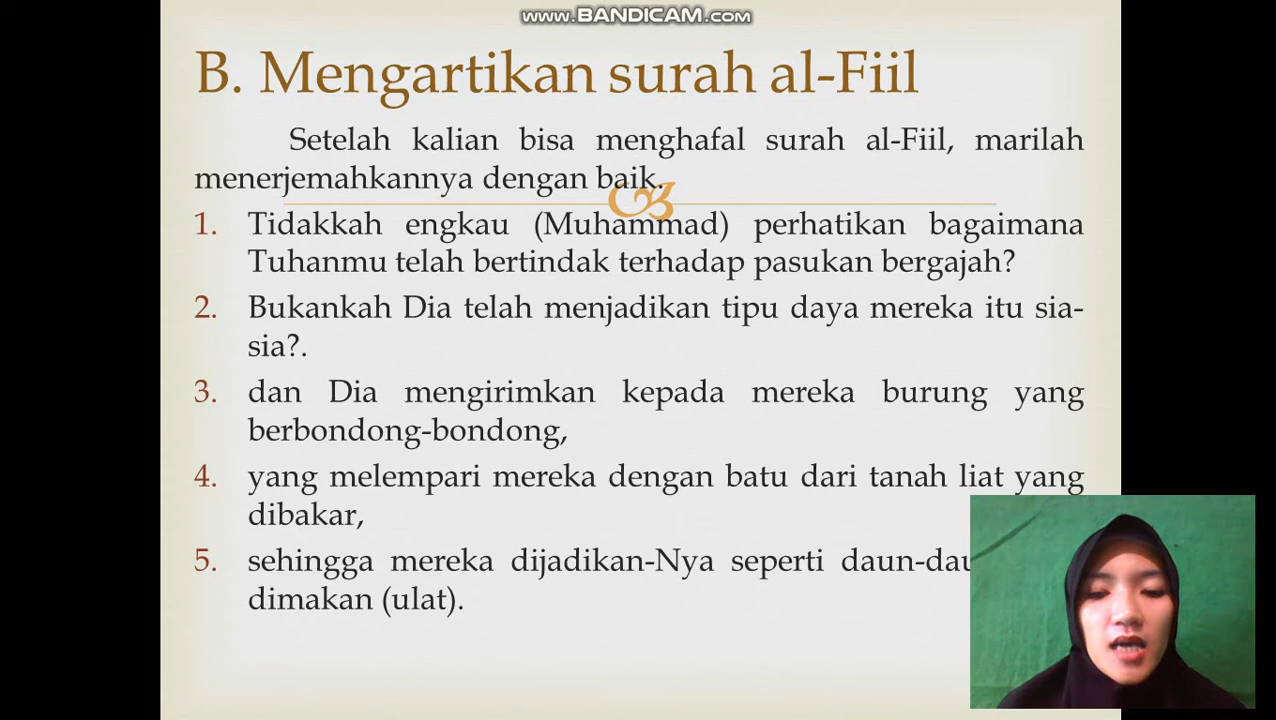 www.BANDICAM.com
B. Mengartikan surah al-Fiil
Setelah kalian bisa menghafal surah al-Fiil, marilah
menerjemahkannya dengan baik.
1. Tidakkah engkau (Muhammad) perhatikan bagaimana
Tuhanmu telah bertindak terhadap pasukan bergajah?
2. Bukankah Dia telah menjadikan tipu daya mereka itu sia-
sia?.
3. dan Dia mengirimkan kepada mereka burung yang
berbondong-bondong,
4. yang melempari mereka dengan batu dari tanah liat yang
dibakar,
5. sehingga mereka dijadikan-Nya seperti
dimakan (ulat).